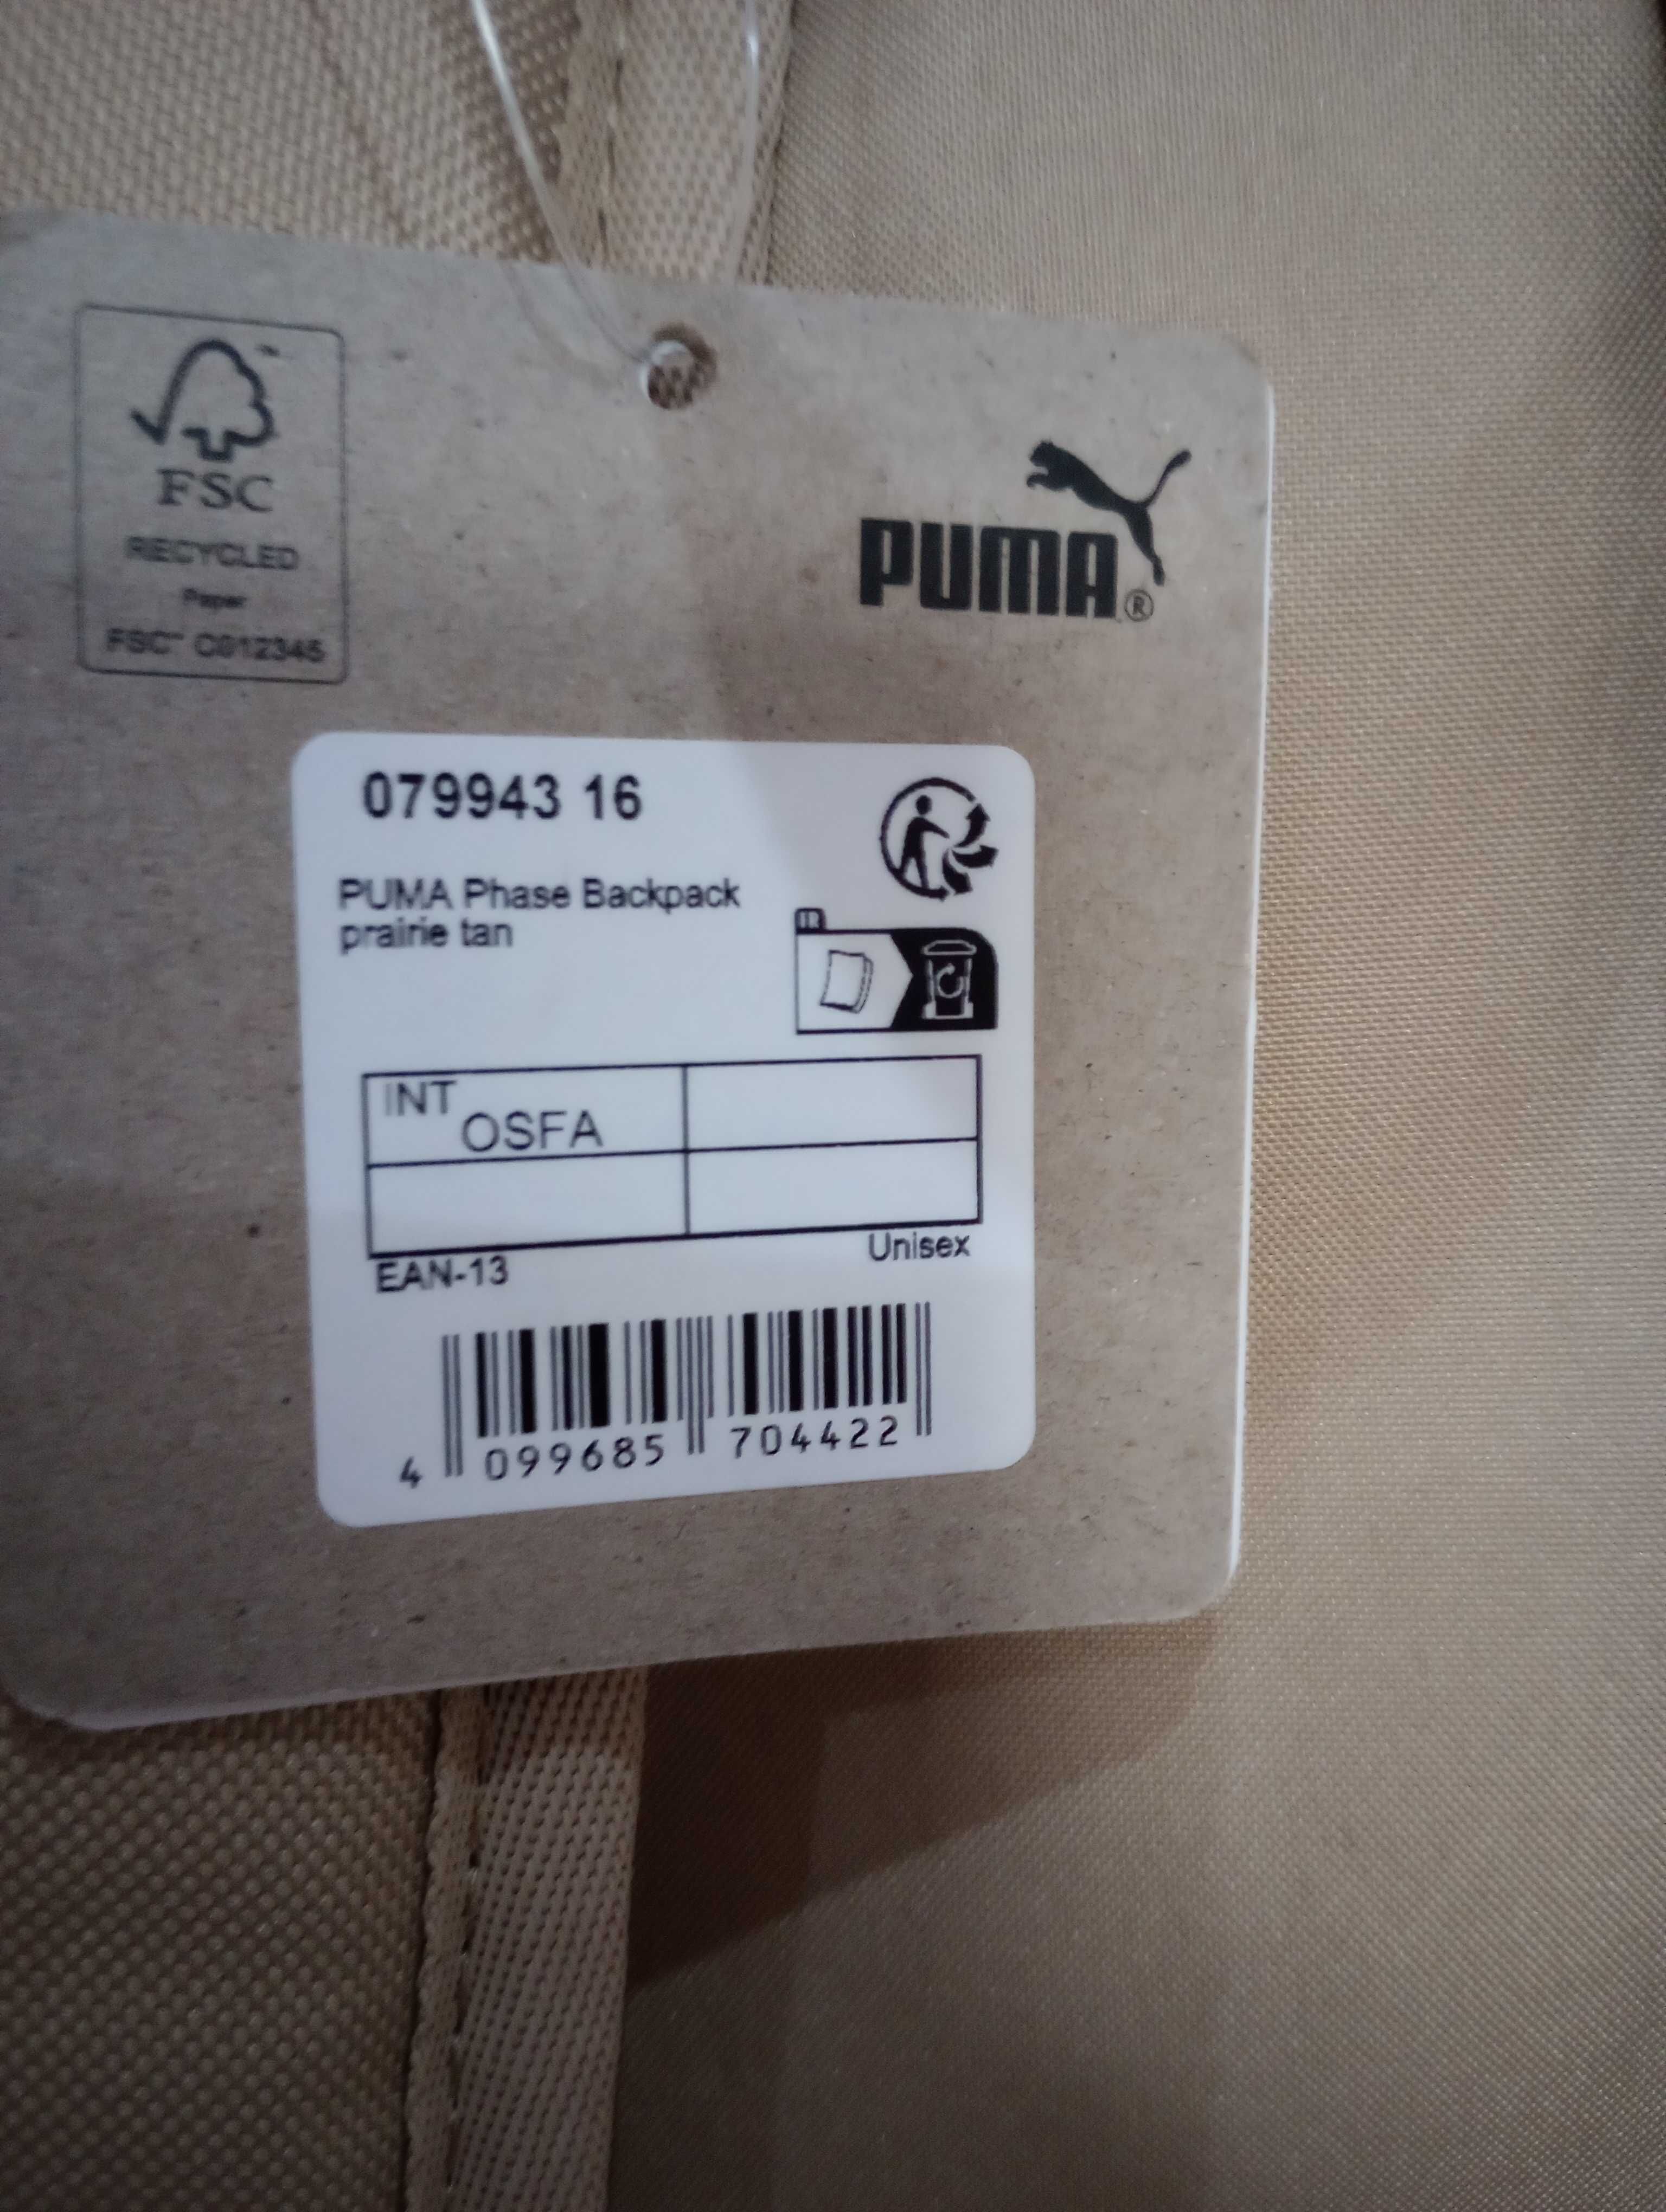 FSC
RECYCLED
Paper
FSC™ C012345
PUMA®
079943 16
PUMA Phase Backpack
prairie tan
INT
OSFA
Unisex
EAN-13
4 099685 704422